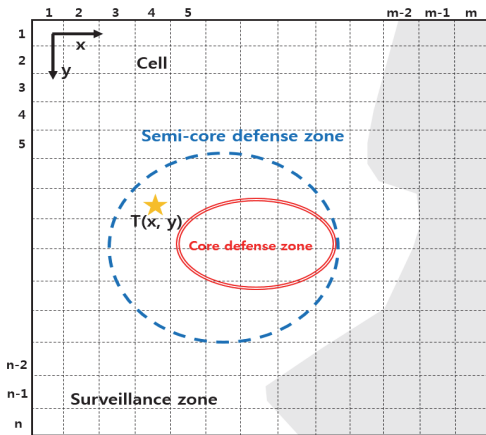 1 2 3 4 5 m-2 m-1 m
1
x
2
y
Cell
3
4
5
Semi-core defense zone
T(x, y)
Core defense zone
n-2
n-1
Surveillance zone
n